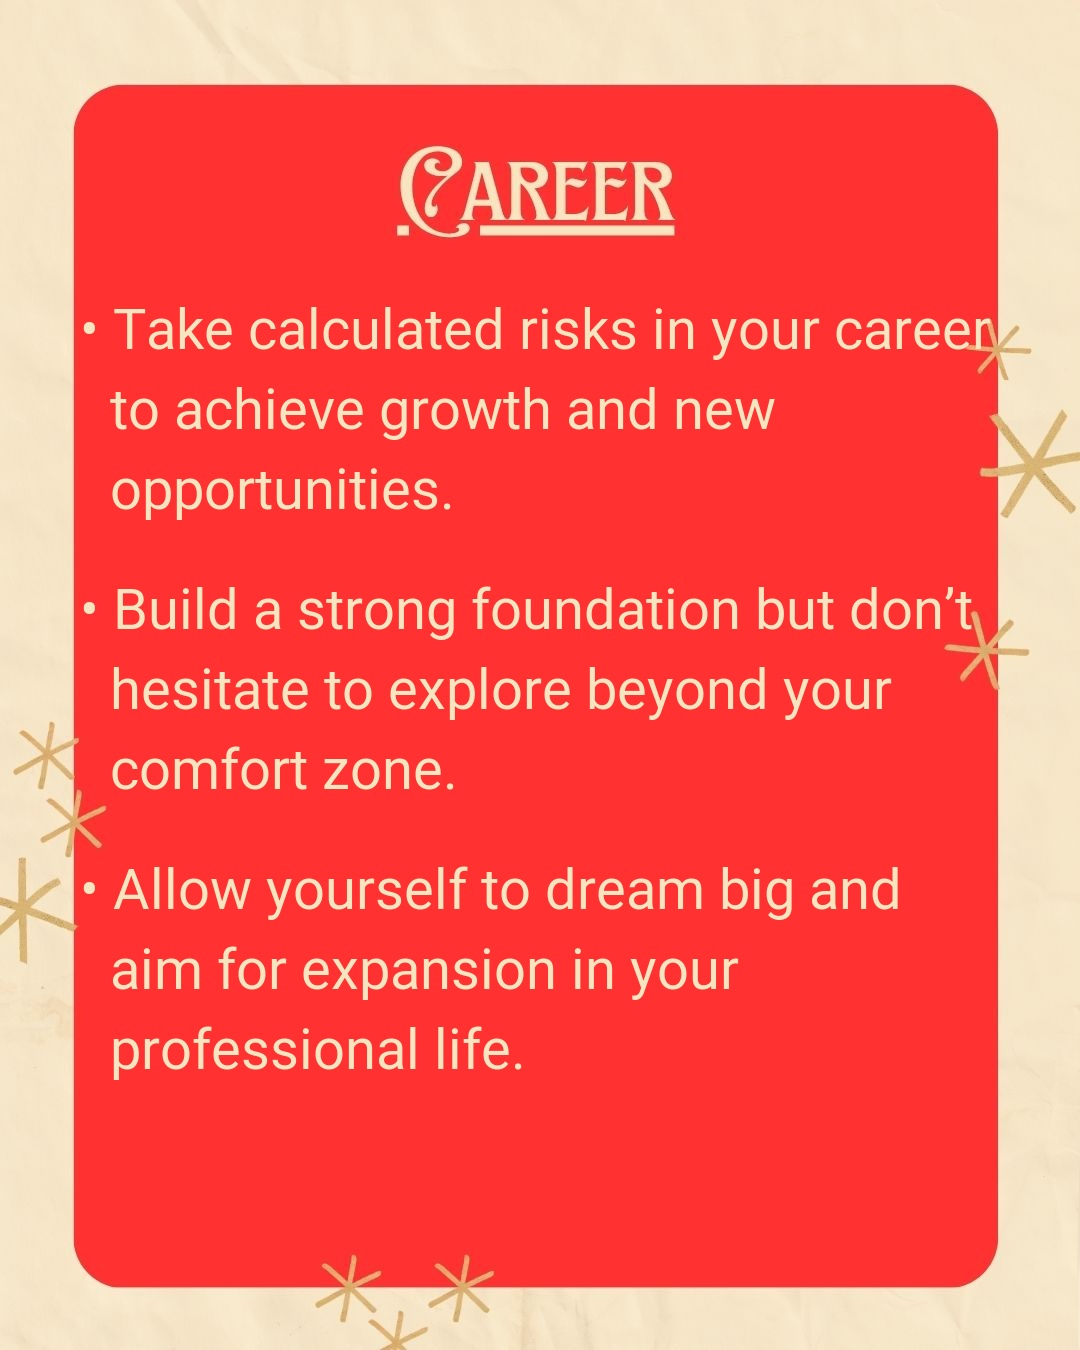 Career
• Take calculated risks in your career
to achieve growth and new
opportunities.
• Build a strong foundation but don’t
hesitate to explore beyond your
comfort zone.
• Allow yourself to dream big and
aim for expansion in your
professional life.